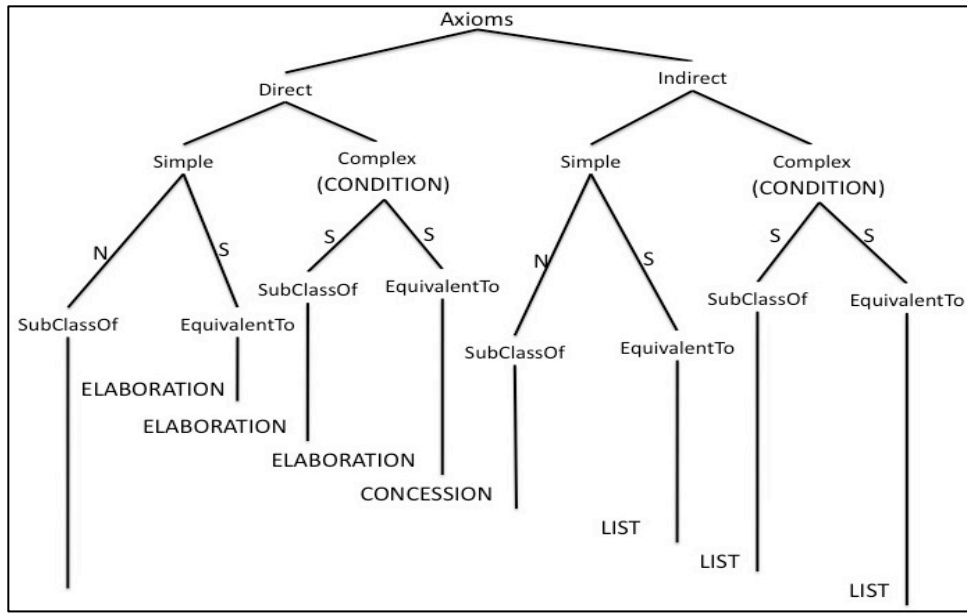 Axioms
Direct
Indirect
Simple
Complex
(CONDITION)
Simple
Complex
(CONDITION)
N
S
S
S
N
S
S
S
SubClassOf
EquivalentTo
SubClassOf
EquivalentTo
SubClassOf
EquivalentTo
SubClassOf
EquivalentTo
ELABORATION
ELABORATION
ELABORATION
CONCESSION
LIST
LIST
LIST